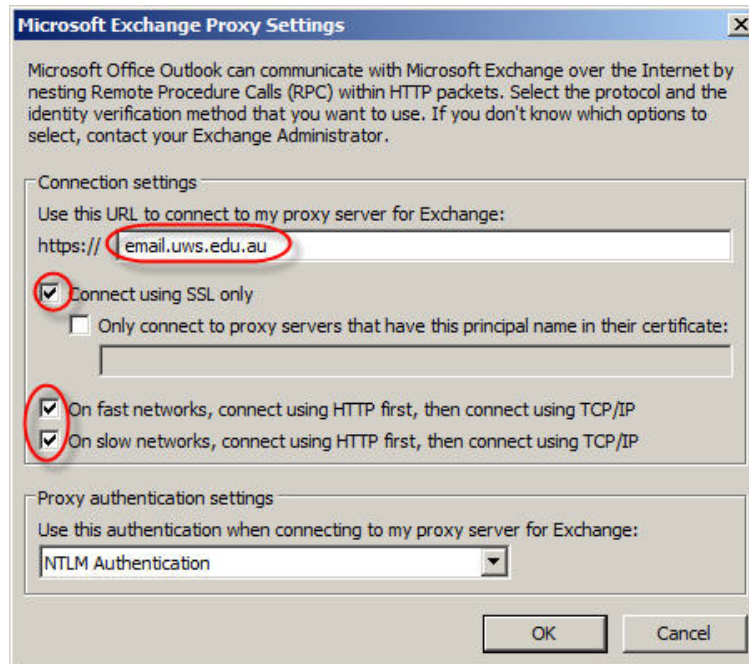 Microsoft Exchange Proxy Settings
Microsoft Office Outlook can communicate with Microsoft Exchange over the Internet by
nesting Remote Procedure Calls (RPC) within HTTP packets. Select the protocol and the
identity verification method that you want to use. If you don't know which options to
select, contact your Exchange Administrator.
Connection settings
Use this URL to connect to my proxy server for Exchange:
https:// email.uws.edu.au
Connect using SSL only
Only connect to proxy servers that have this principal name in their certificate:
On fast networks, connect using HTTP first, then connect using TCP/IP
On slow networks, connect using HTTP first, then connect using TCP/IP
Proxy authentication settings
Use this authentication when connecting to my proxy server for Exchange:
NTLM Authentication
OK Cancel